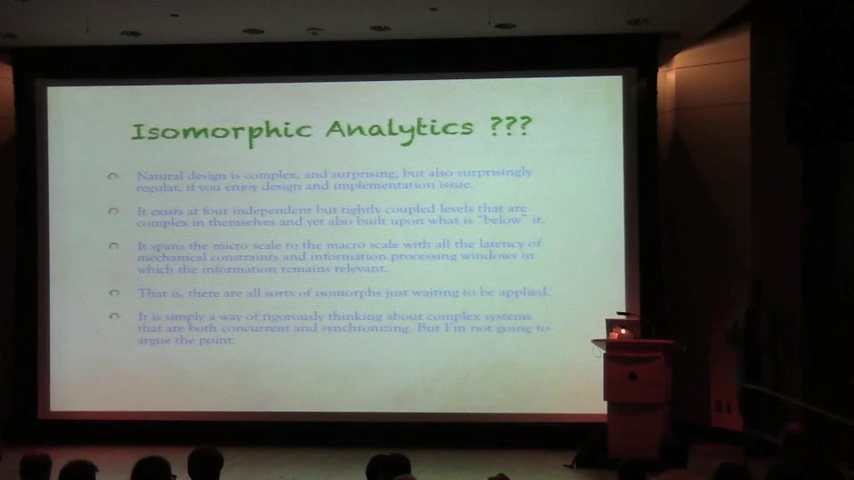 Isomorphic Analytics ???
Natural design is complex, and surprising, but also surprisingly
regular, if you enjoy design and implementation issue.
It exists at four independent but tightly coupled levels that are
complex in themselves and yet also built upon what is "below" it.
It spans the micro scale to the macro scale with all the latency of
mechanical constraints and information processing windows in
which the information remains relevant.
That is, there are all sorts of isomorphs just waiting to be applied.
It is simply a way of rigorously thinking about complex systems
that are both concurrent and synchronizing. But I'm not going to
argue the point.